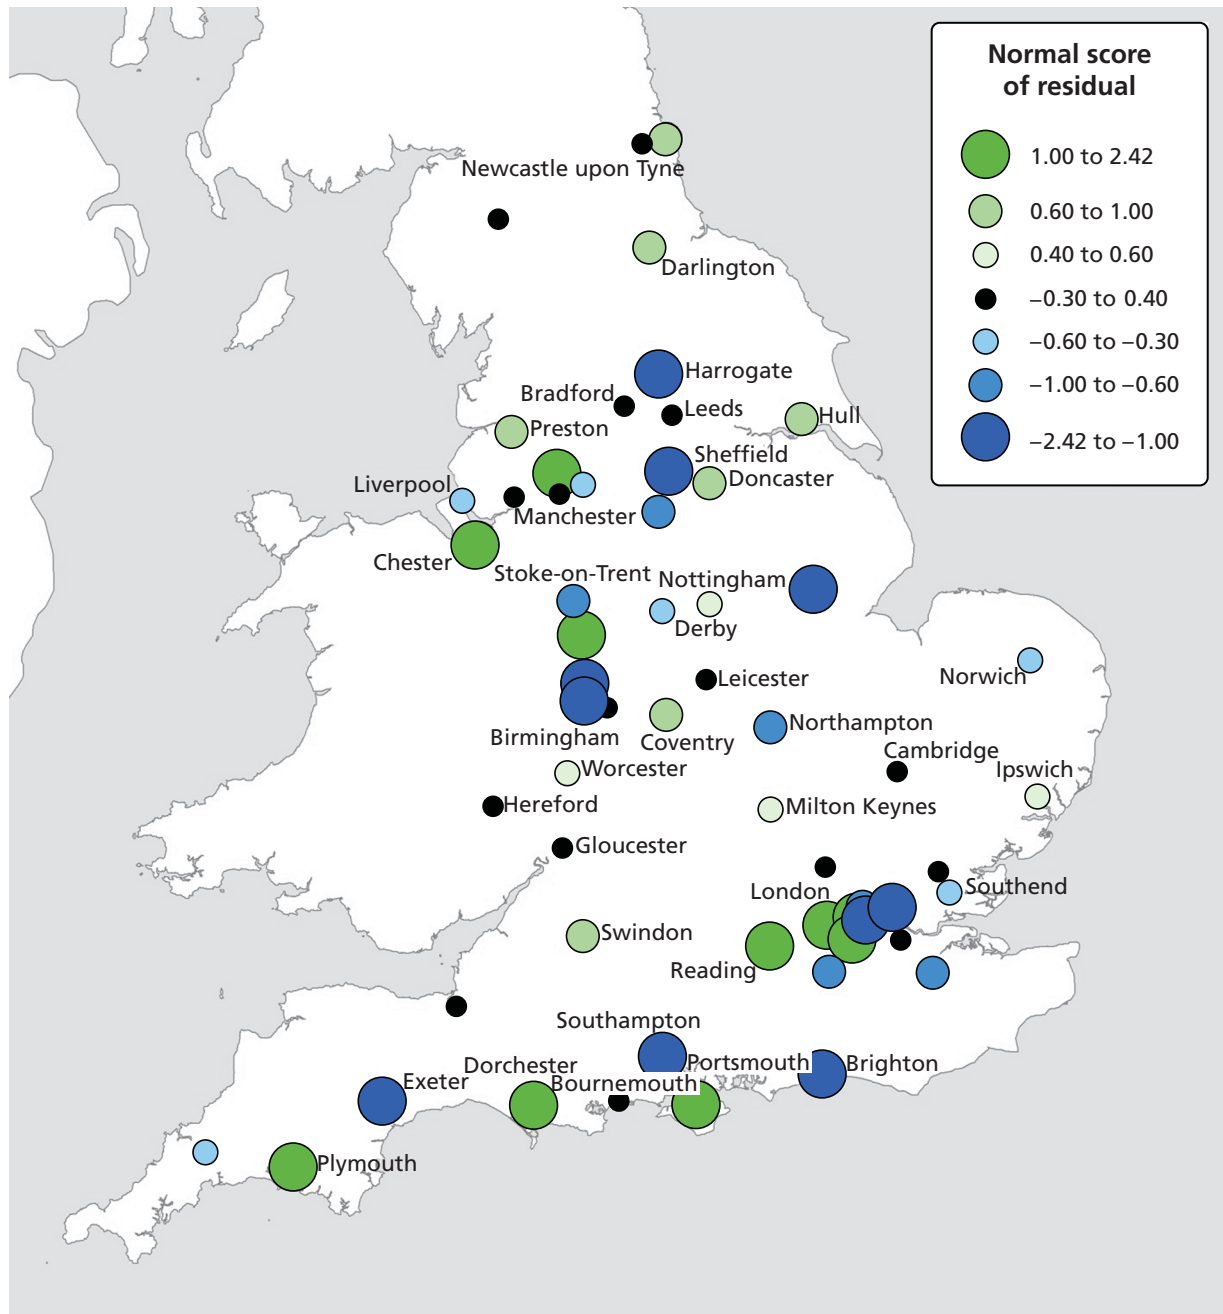 Normal score
of residual
1.00 to 2.42
0.60 to 1.00
0.40 to 0.60
–0.30 to 0.40
–0.60 to –0.30
–1.00 to –0.60
–2.42 to –1.00
Newcastle upon Tyne
Darlington
Harrogate
Bradford
Leeds
Hull
Preston
Sheffield
Doncaster
Liverpool
Manchester
Chester
Stoke-on-Trent
Nottingham
Derby
Norwich
Leicester
Northampton
Birmingham
Coventry
Cambridge
Worcester
Ipswich
Hereford
Milton Keynes
Gloucester
London
Southend
Swindon
Reading
Southampton
Dorchester
Portsmouth
Brighton
Exeter
Bournemouth
Plymouth